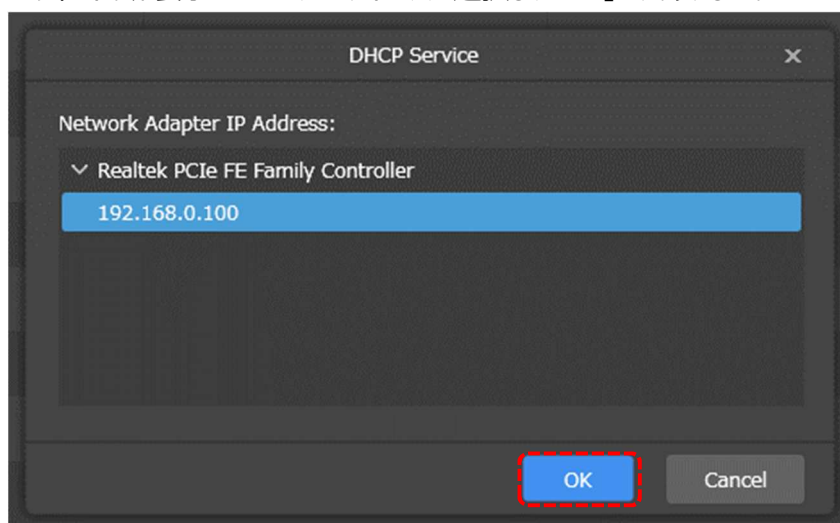 DHCP Service
Network Adapter IP Address:
Realtek PCIe FE Family Controller
192.168.0.100
OK
Cancel